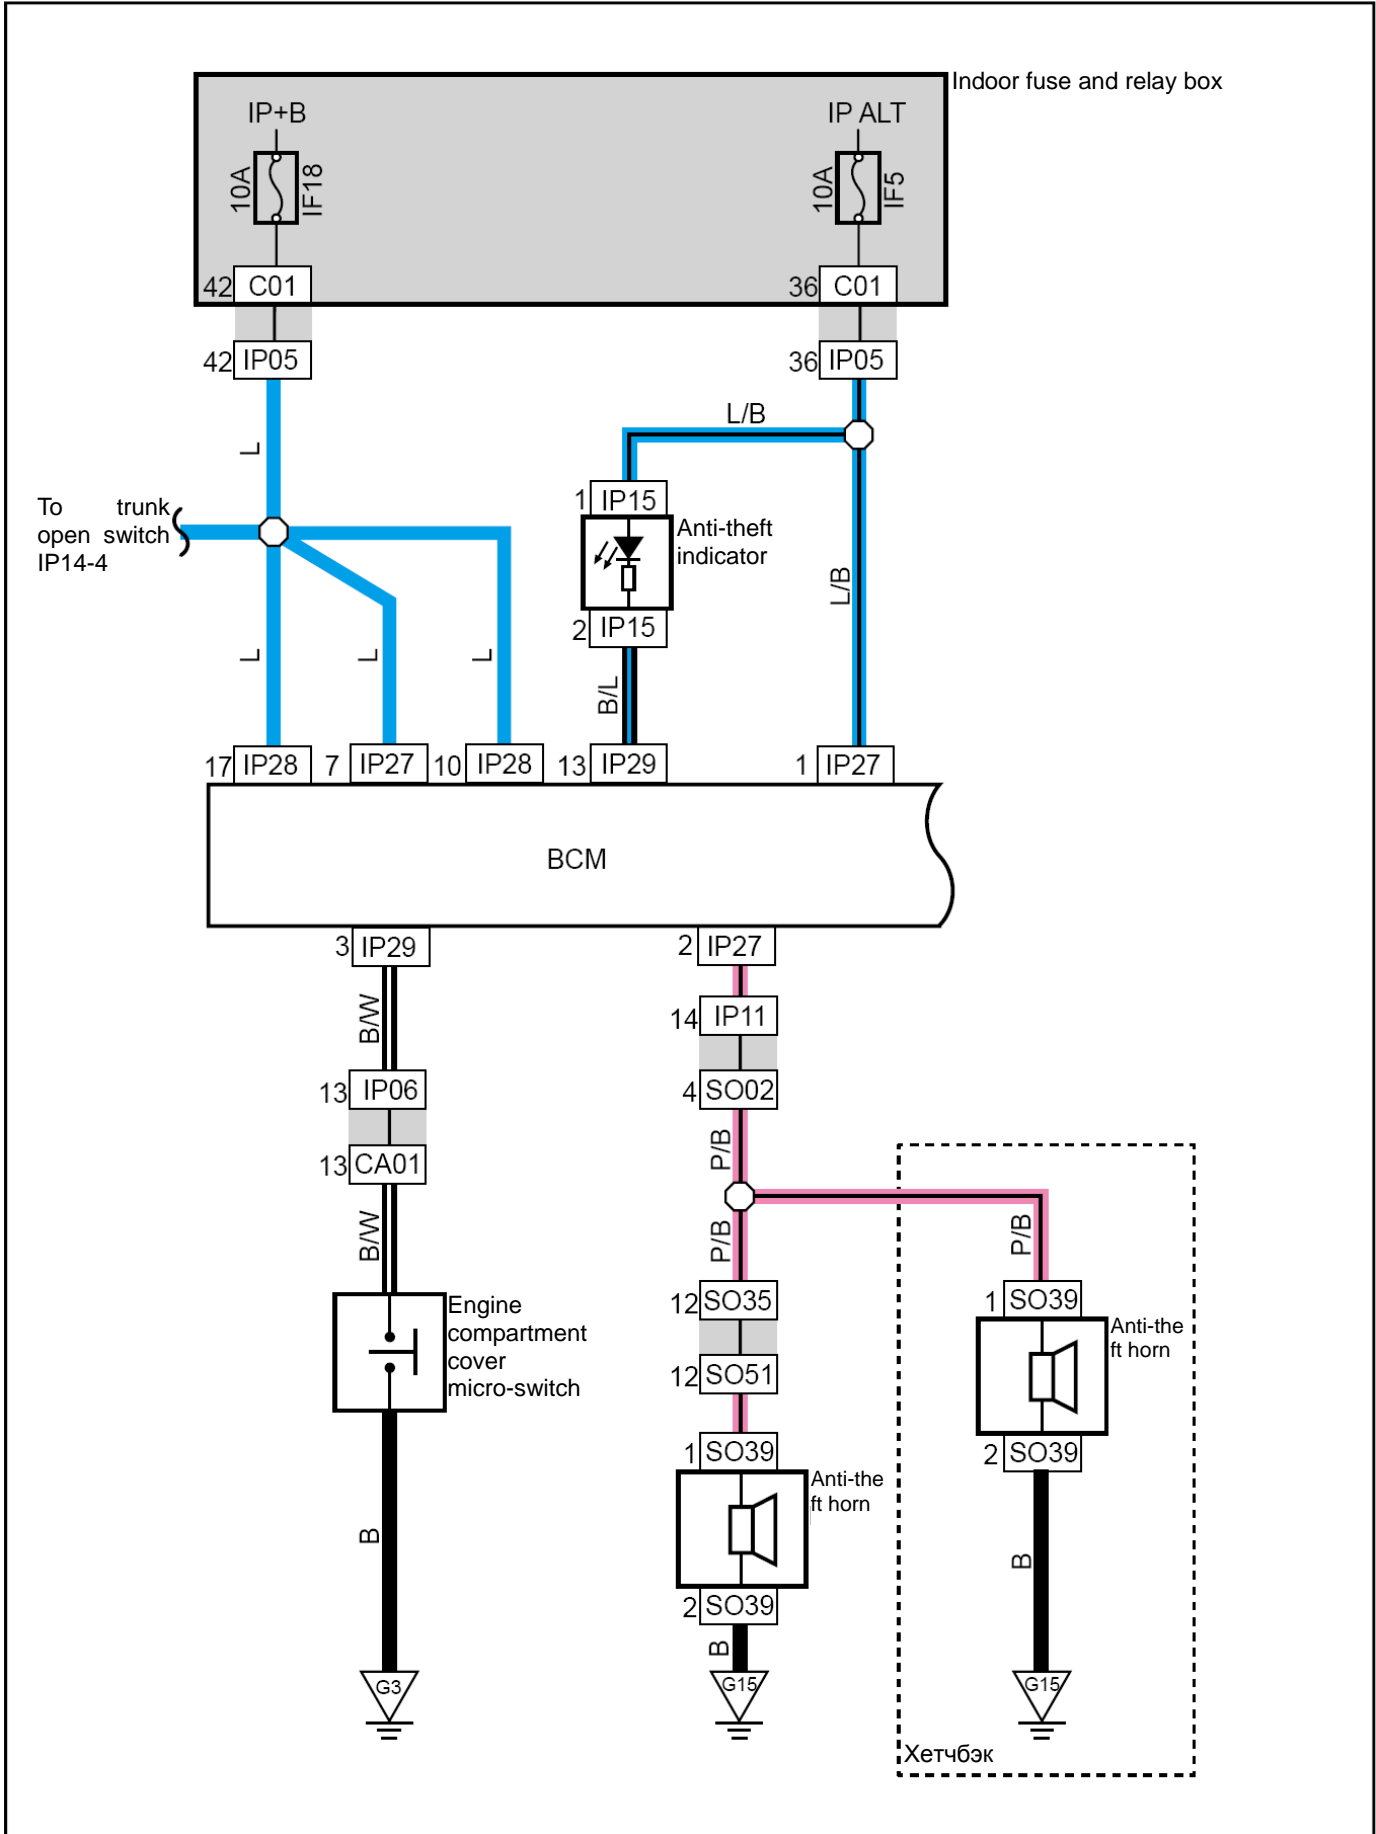 Indoor fuse and relay box
IP+B
IP ALT
10A
IF18
10A
IF5
42 C01
36 C01
42 IP05
36 IP05
L
L/B
To trunk
open switch
IP14-4
1 IP15
Anti-theft
indicator
2 IP15
L
L
L
B/L
L/B
17 IP28
7 IP27
10 IP28
13 IP29
1 IP27
BCM
3 IP29
2 IP27
B/W
14 IP11
13 IP06
4 SO02
P/B
13 CA01
B/W
P/B
P/B
12 SO35
1 SO39
Engine
compartment
cover
micro-switch
Anti-the
ft horn
12 SO51
1 SO39
2 SO39
Anti-the
ft horn
B
B
2 SO39
B
G3
G15
G15
Хетчбэк